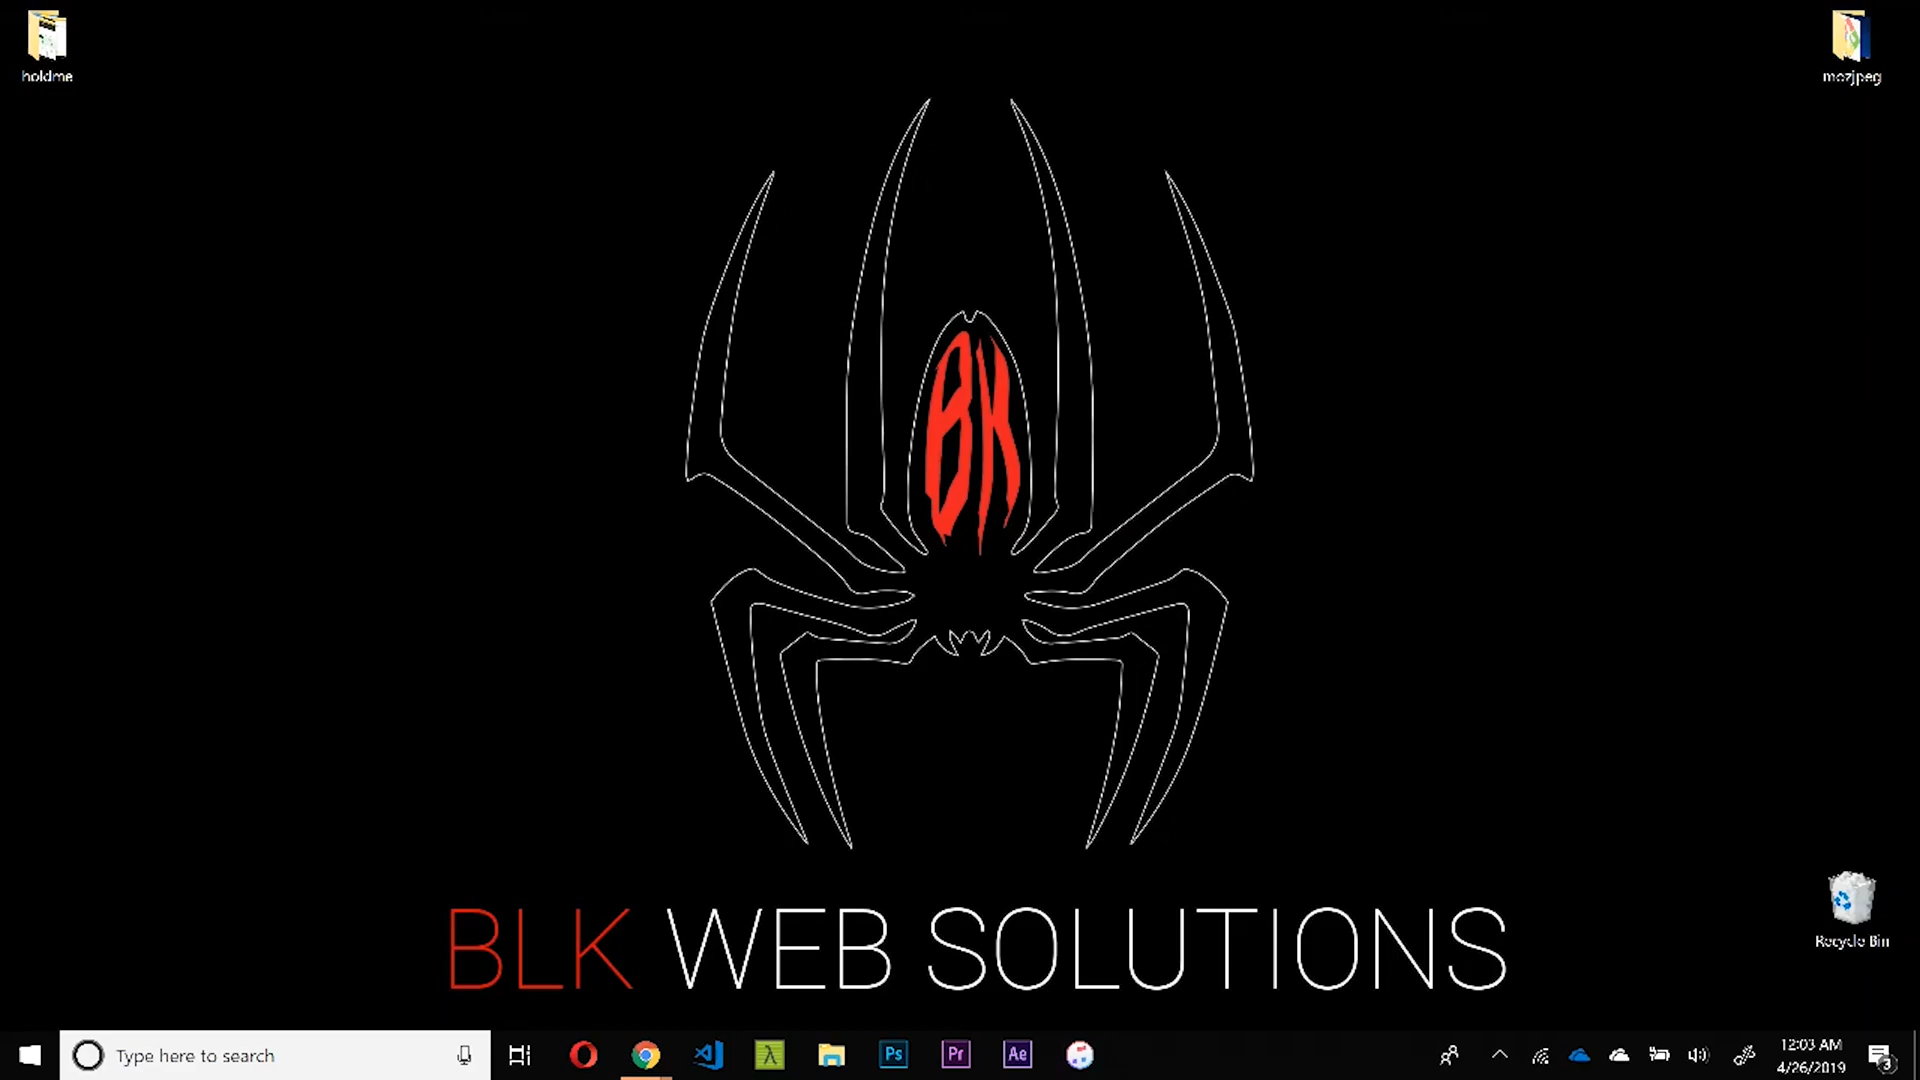 holdme
mozjpeg
BK
BLK WEB SOLUTIONS
Recycle Bin
Type here to search
λ
Ps
Pr
Ae
12:03 AM
4/26/2019
3